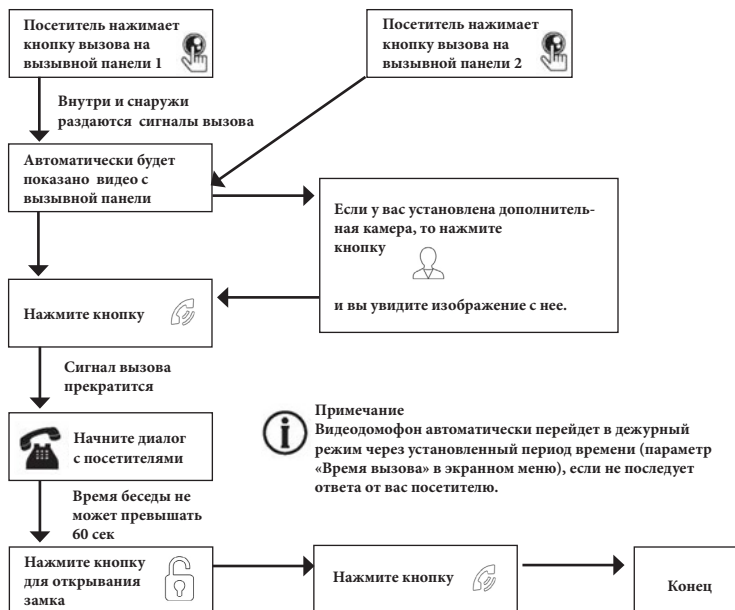 Посетитель нажимает
кнопку вызова на
вызывной панели 1
Посетитель нажимает
кнопку вызова на
вызывной панели 2
Внутри и снаружи
раздаются сигналы вызова
Автоматически будет
показано видео с
вызывной панели
Если у вас установлена дополнитель-
ная камера, то нажмите
кнопку
и вы увидите изображение с нее.
Нажмите кнопку
Сигнал вызова
прекратится
Начните диалог
с посетителями
Примечание
Видеодомофон автоматически перейдет в дежурный
режим через установленный период времени (параметр
«Время вызова» в экранном меню), если не последует
ответа от вас посетителю.
Время беседы не
может превышать
60 сек
Нажмите кнопку
для открывания
замка
Нажмите кнопку
Конец